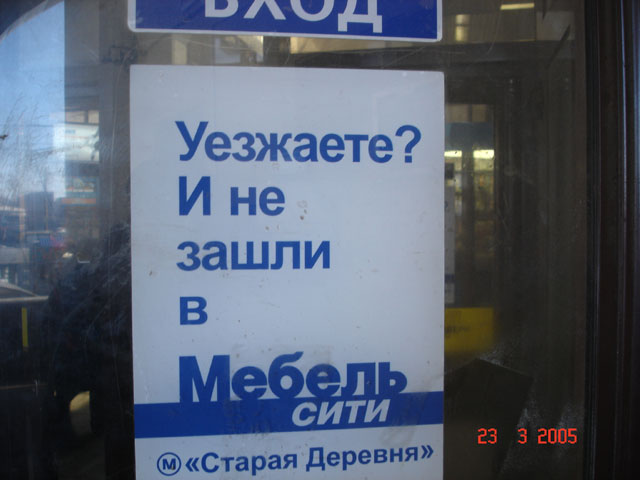 ВХОД
Уезжаете?
И не
зашли
в
Мебель
сити
М «Старая Деревня»
23 3 2005